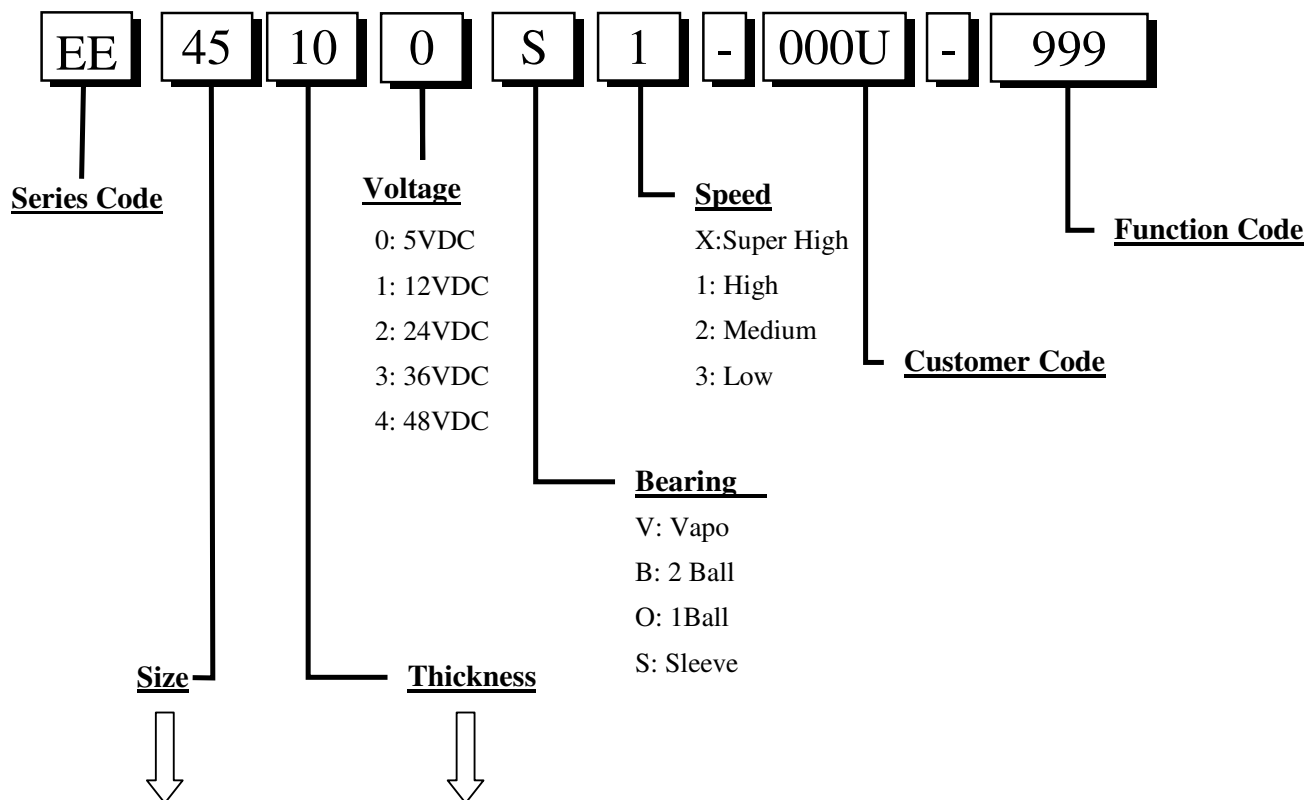 EE 45 10 0 S 1 - 000U - 999
Series Code
Voltage
0: 5VDC
1: 12VDC
2: 24VDC
3: 36VDC
4: 48VDC
Speed
X:Super High
1: High
2: Medium
3: Low
Function Code
Customer Code
Bearing
V: Vapo
B: 2 Ball
O: 1Ball
S: Sleeve
Size
Thickness